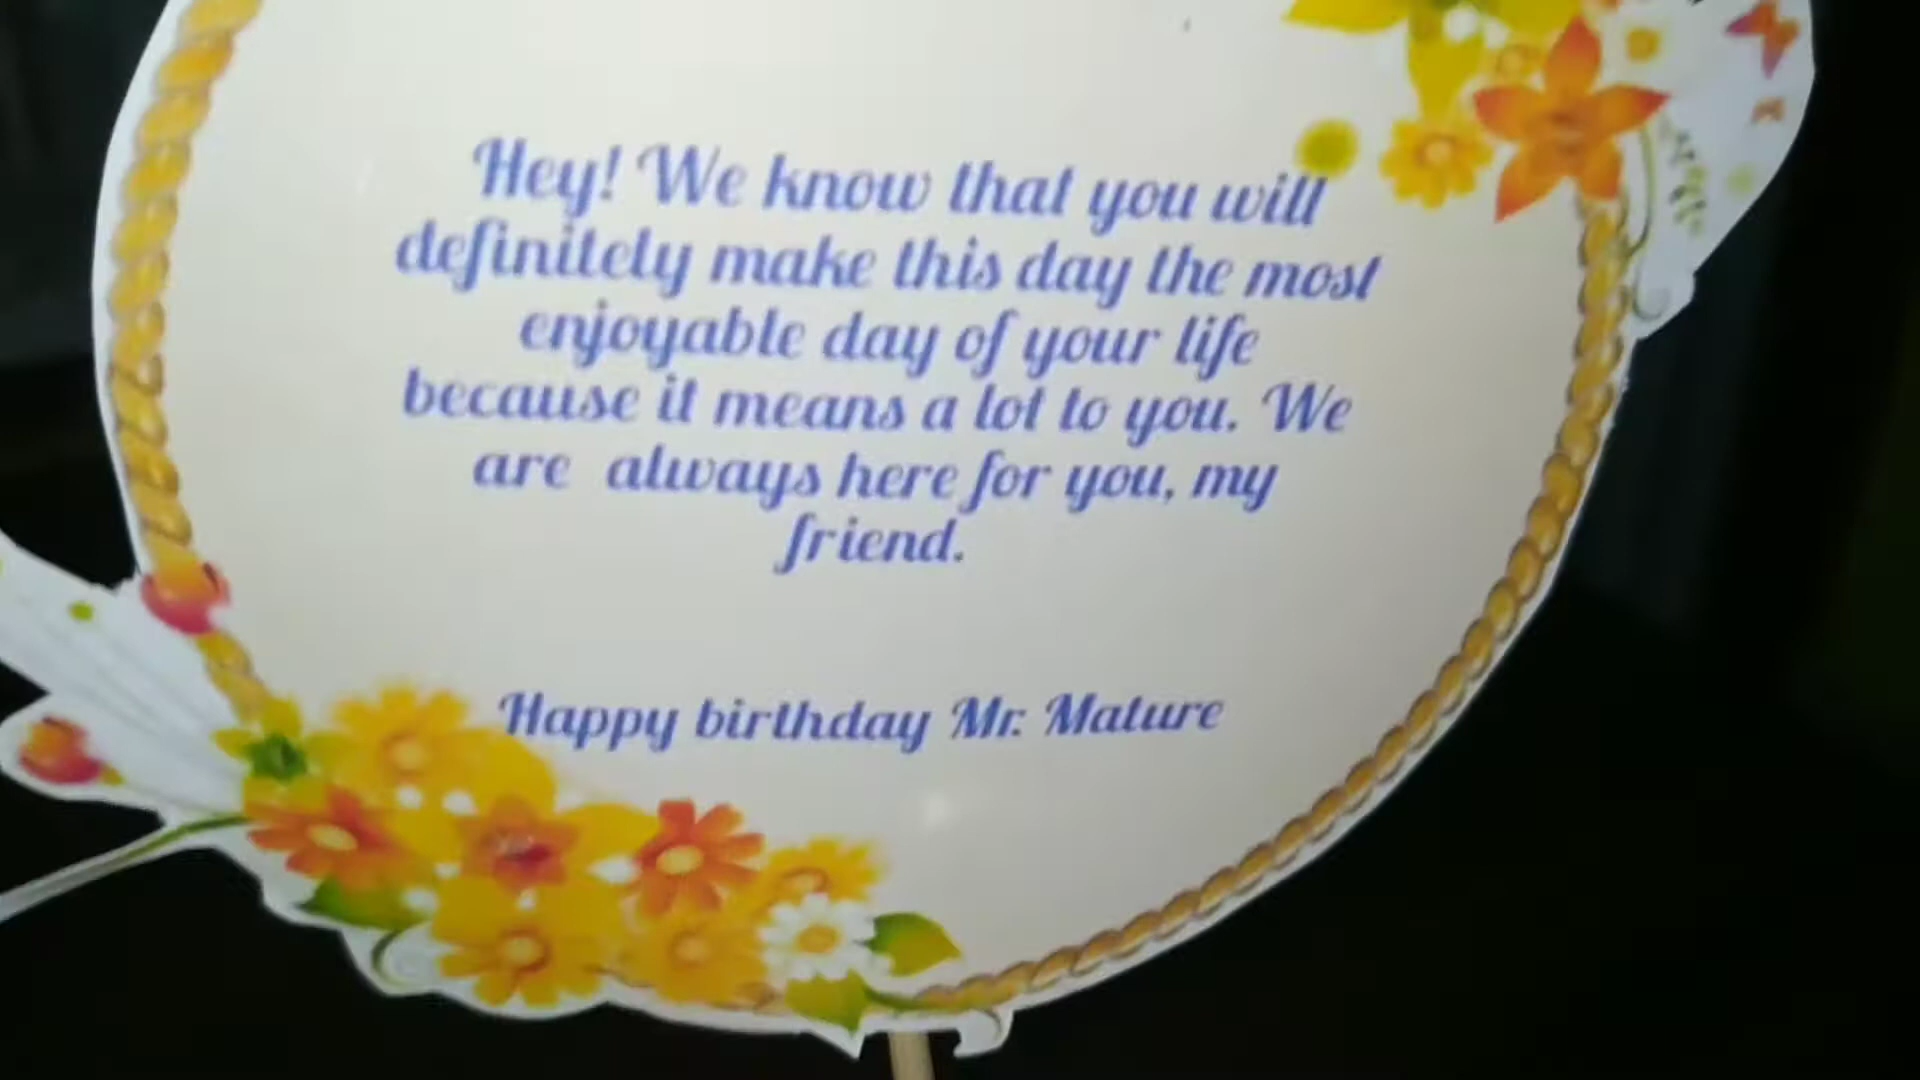 Hey! We know that you will
definitely make this day the most
enjoyable day of your life
because it means a lot to you. We
are always here for you, my
friend.
Happy birthday Mr. Mature